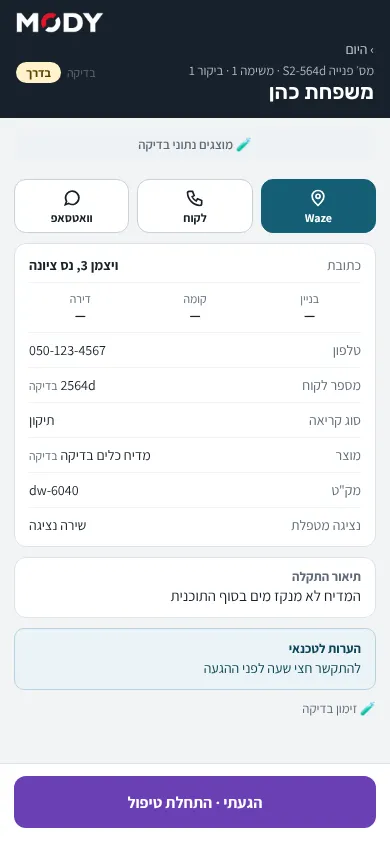 MODY
‹ היום
מס' פנייה S2-564d · משימה 1 · ביקור 1
בדיקה בדרך
משפחת כהן
🧪 מוצגים נתוני בדיקה
Waze
לקוח
וואטסאפ
כתובת ויצמן 3, נס ציונה
בניין קומה דירה
— — —
טלפון 050-123-4567
מספר לקוח 2564d בדיקה
סוג קריאה תיקון
מוצר מדיח כלים בדיקה בדיקה
מק"ט dw-6040
נציגה מטפלת שירה נציגה
תיאור התקלה
המדיח לא מנקז מים בסוף התוכנית
הערות לטכנאי
להתקשר חצי שעה לפני ההגעה
🧪 זימון בדיקה
הגעתי · התחלת טיפול